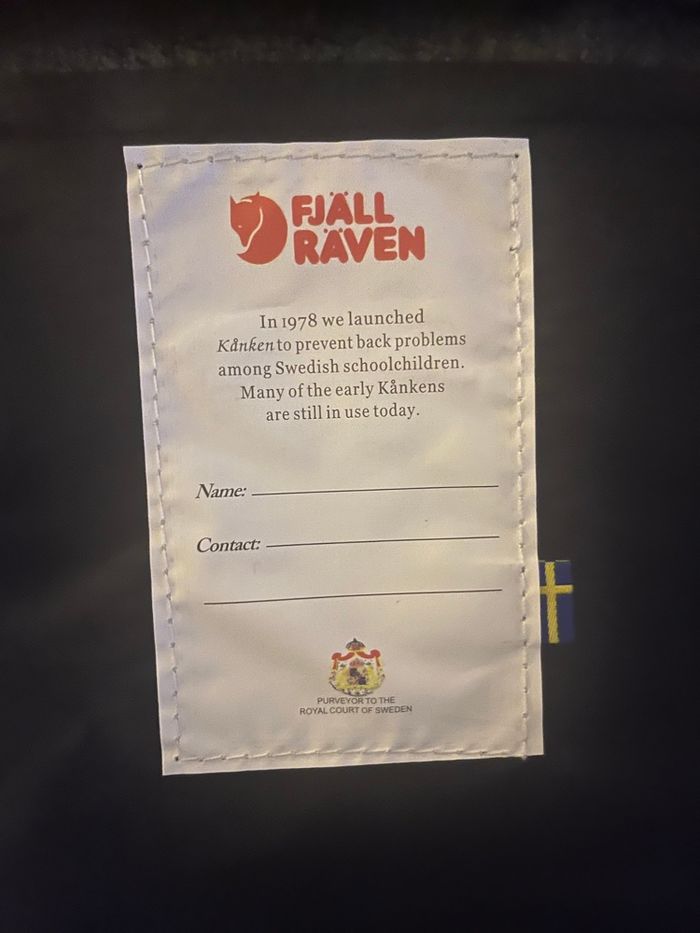 FJÄLL
RÄVEN
In 1978 we launched
Kånken to prevent back problems
among Swedish schoolchildren.
Many of the early Kånkens
are still in use today.
Name:
Contact:
PURVEYOR TO THE
ROYAL COURT OF SWEDEN